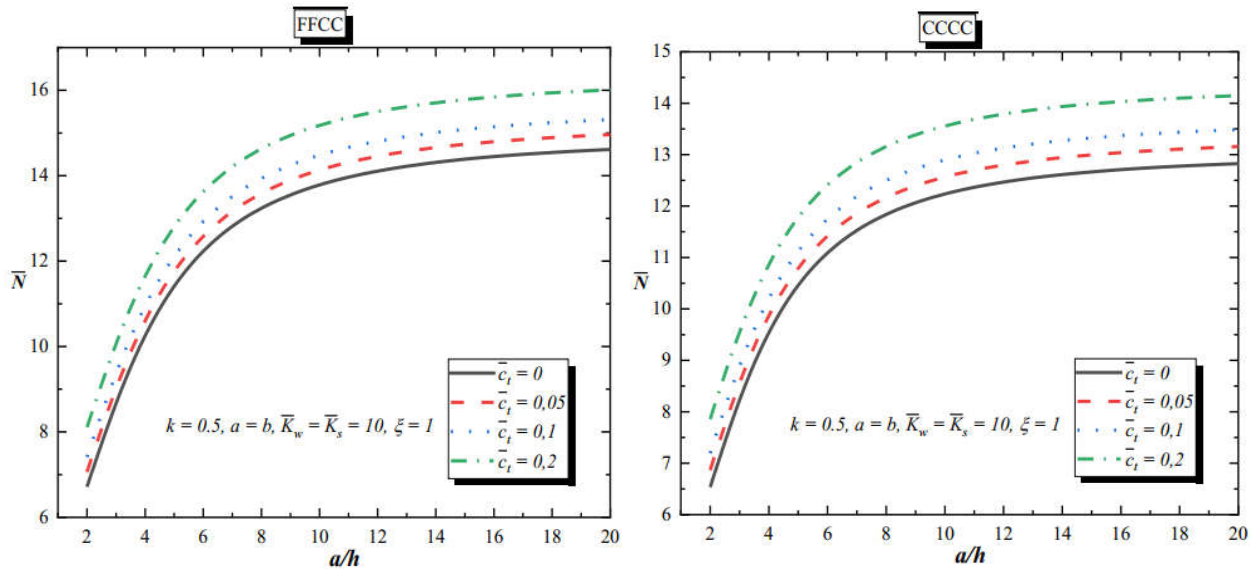 FFCC
16
14
12
10
8
6
N̅
2 4 6 8 10 12 14 16 18 20
a/h
k = 0.5, a = b, K̅w = K̅s = 10, ξ = 1
c̅t = 0
c̅t = 0,05
c̅t = 0,1
c̅t = 0,2
CCCC
15
14
13
12
11
10
9
8
7
6
N̅
2 4 6 8 10 12 14 16 18 20
a/h
k = 0.5, a = b, K̅w = K̅s = 10, ξ = 1
c̅t = 0
c̅t = 0,05
c̅t = 0,1
c̅t = 0,2